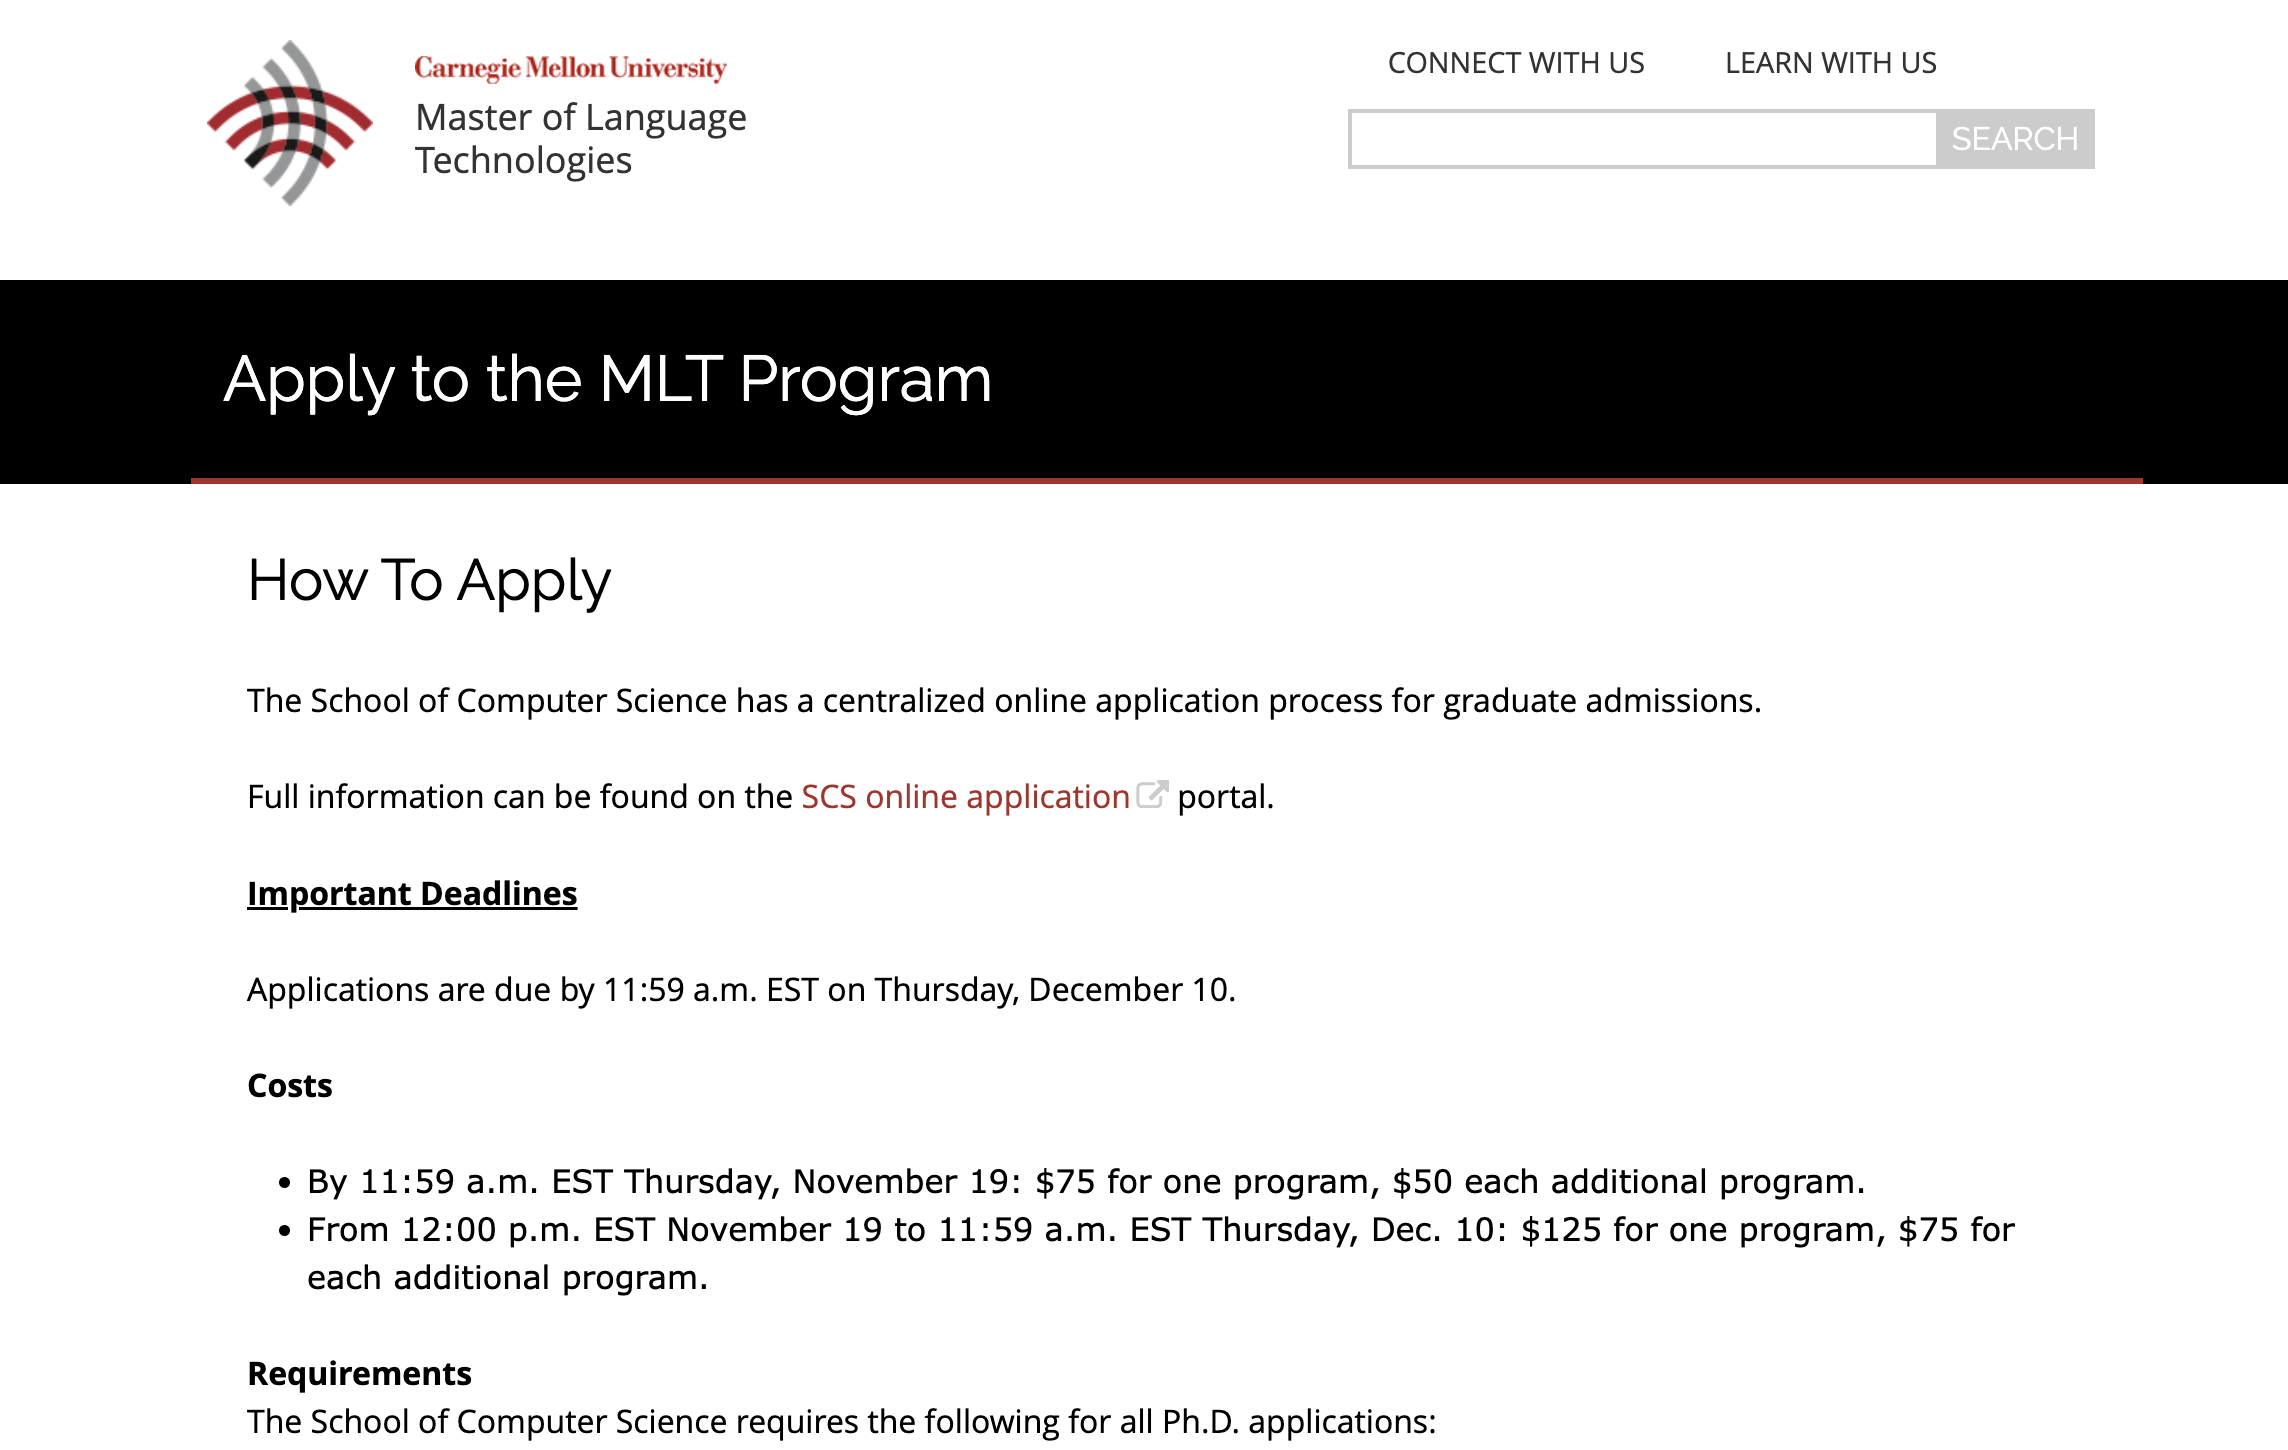 Carnegie Mellon University
Master of Language
Technologies
CONNECT WITH US
LEARN WITH US
SEARCH
Apply to the MLT Program
How To Apply
The School of Computer Science has a centralized online application process for graduate admissions.
Full information can be found on the SCS online application portal.
Important Deadlines
Applications are due by 11:59 a.m. EST on Thursday, December 10.
Costs
• By 11:59 a.m. EST Thursday, November 19: $75 for one program, $50 each additional program.
• From 12:00 p.m. EST November 19 to 11:59 a.m. EST Thursday, Dec. 10: $125 for one program, $75 for
each additional program.
Requirements
The School of Computer Science requires the following for all Ph.D. applications: